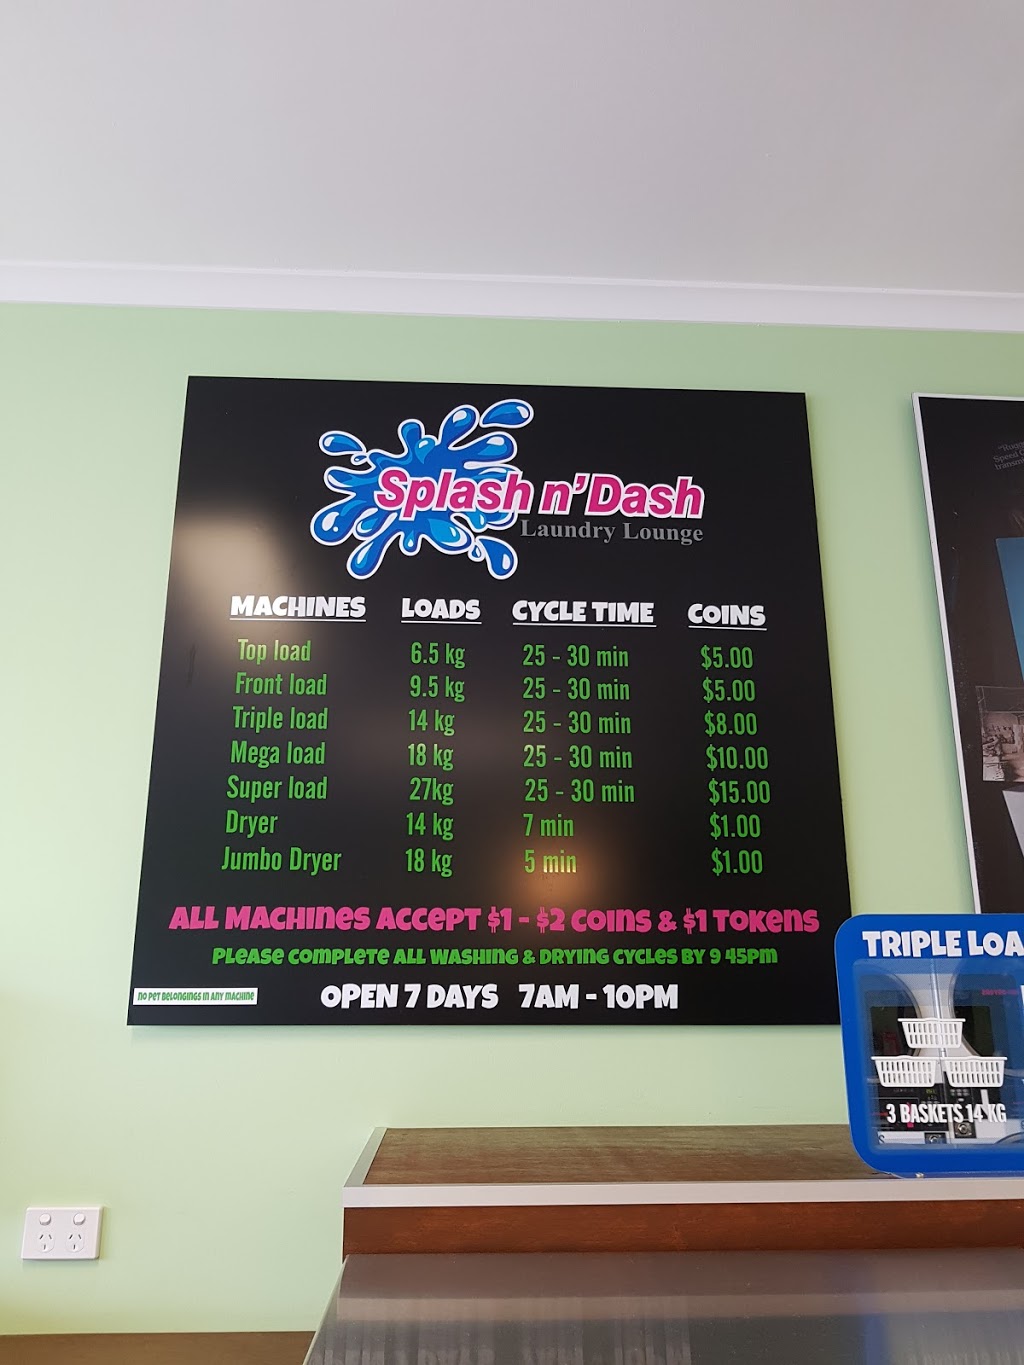 Splash n' Dash
Laundry Lounge
MACHINES LOADS CYCLE TIME COINS
Top load 6.5 kg 25 - 30 min $5.00
Front load 9.5 kg 25 - 30 min $5.00
Triple load 14 kg 25 - 30 min $8.00
Mega load 18 kg 25 - 30 min $10.00
Super load 27kg 25 - 30 min $15.00
Dryer 14 kg 7 min $1.00
Jumbo Dryer 18 kg 5 min $1.00
ALL MACHINES ACCEPT $1 - $2 COINS & $1 TOKENS
PLEASE COMPLETE ALL WASHING & DRYING CYCLES BY 9 45PM
NO PET BELONGINGS IN ANY MACHINE
OPEN 7 DAYS 7AM - 10PM
Speed
TRIPLE LOA
3 BASKETS 14 KG